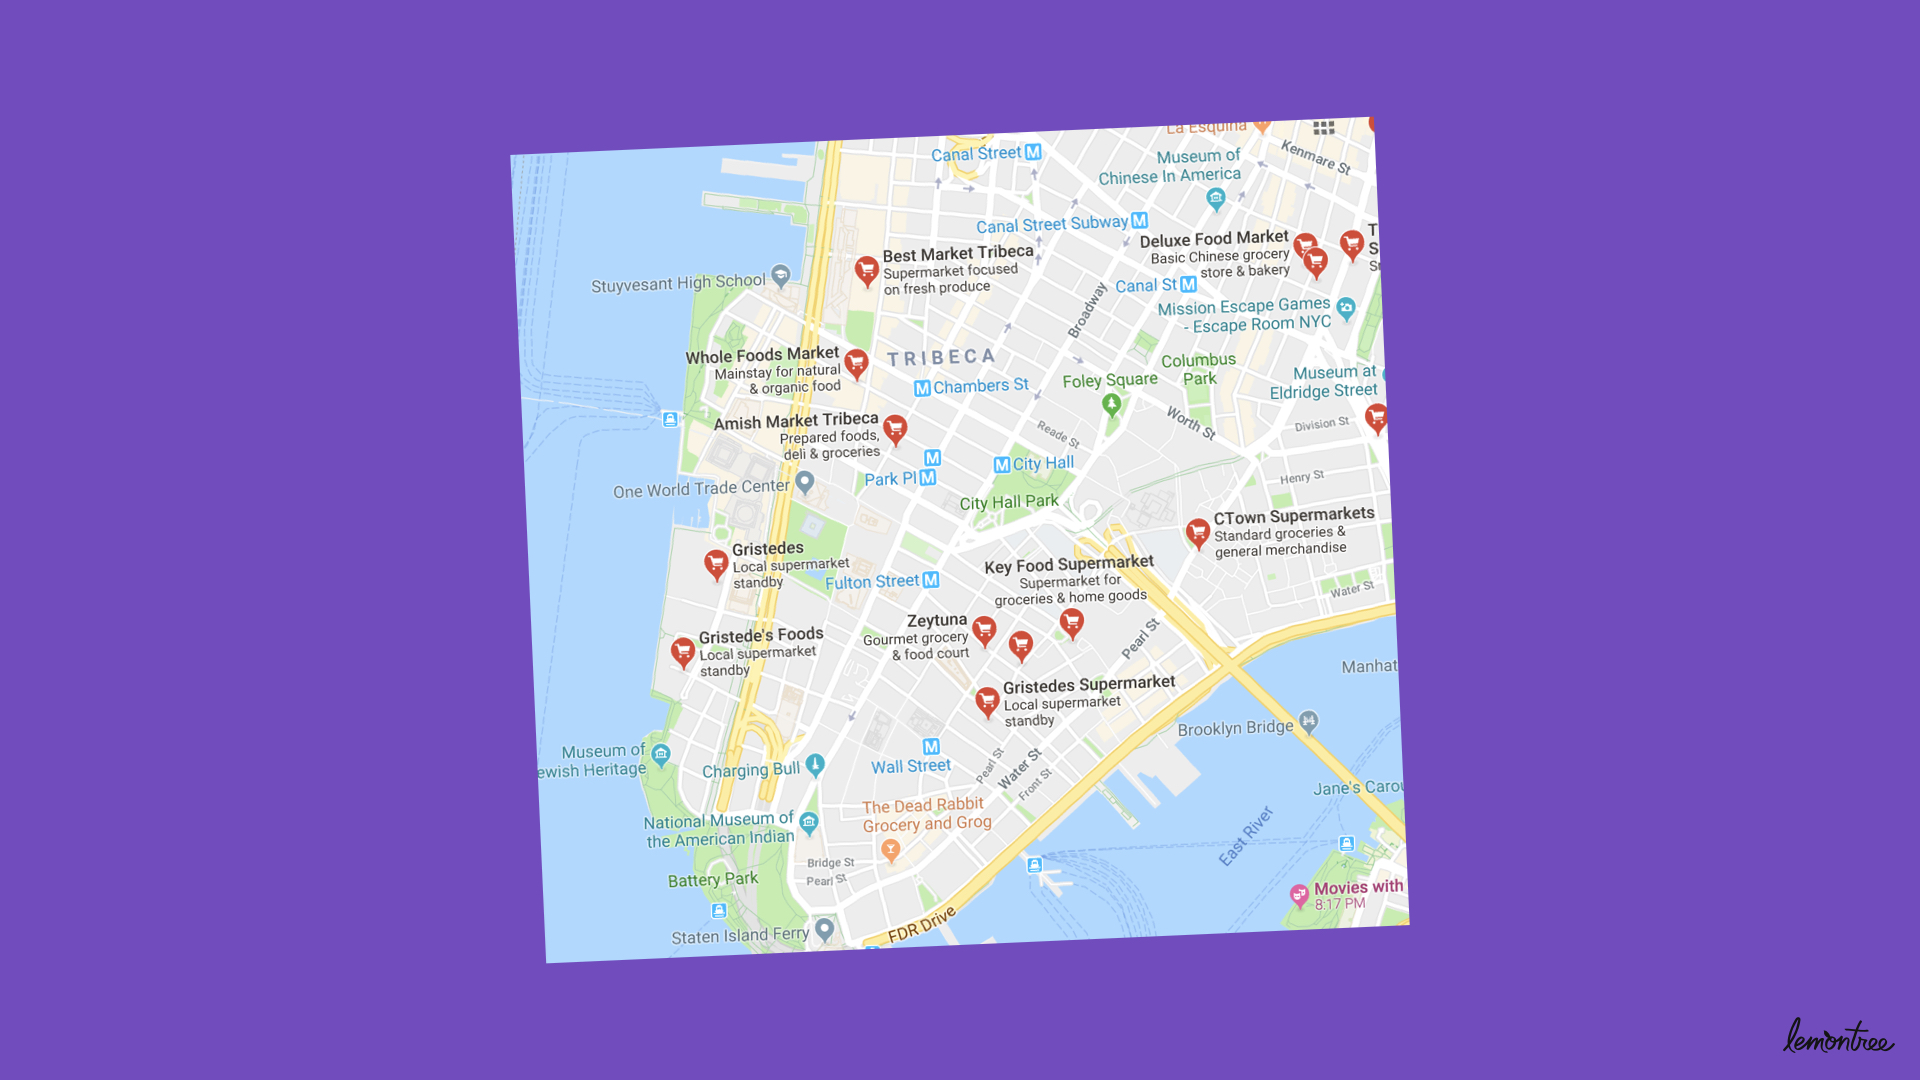 La Esquina
Kenmare St
Canal Street M
Museum of
Chinese In America
Canal Street Subway M
Deluxe Food Market
Basic Chinese grocery
store & bakery
T
S
Best Market Tribeca
Supermarket focused
on fresh produce
Stuyvesant High School
Canal St M
Broadway
Mission Escape Games
- Escape Room NYC
Whole Foods Market
Mainstay for natural
& organic food
TRIBECA
M Chambers St
Foley Square
Columbus
Park
Museum at
Eldridge Street
Amish Market Tribeca
Prepared foods,
deli & groceries
Reade St
Worth St
Division St
M
Park Pl M
M City Hall
Henry St
One World Trade Center
City Hall Park
CTown Supermarkets
Standard groceries &
general merchandise
Gristedes
Local supermarket
standby
Fulton Street M
Key Food Supermarket
Supermarket for
groceries & home goods
Water St
Zeytuna
Gourmet grocery
& food court
Pearl St
Gristede's Foods
Local supermarket
standby
Manhat
Gristedes Supermarket
Local supermarket
standby
Brooklyn Bridge
Museum of
ewish Heritage
Charging Bull
M
Wall Street
Pearl St
Water St
Front St
Jane's Carou
The Dead Rabbit
Grocery and Grog
National Museum of
the American Indian
East River
Bridge St
Pearl St
Battery Park
Movies with
8:17 PM
Staten Island Ferry
FDR Drive
lemontree